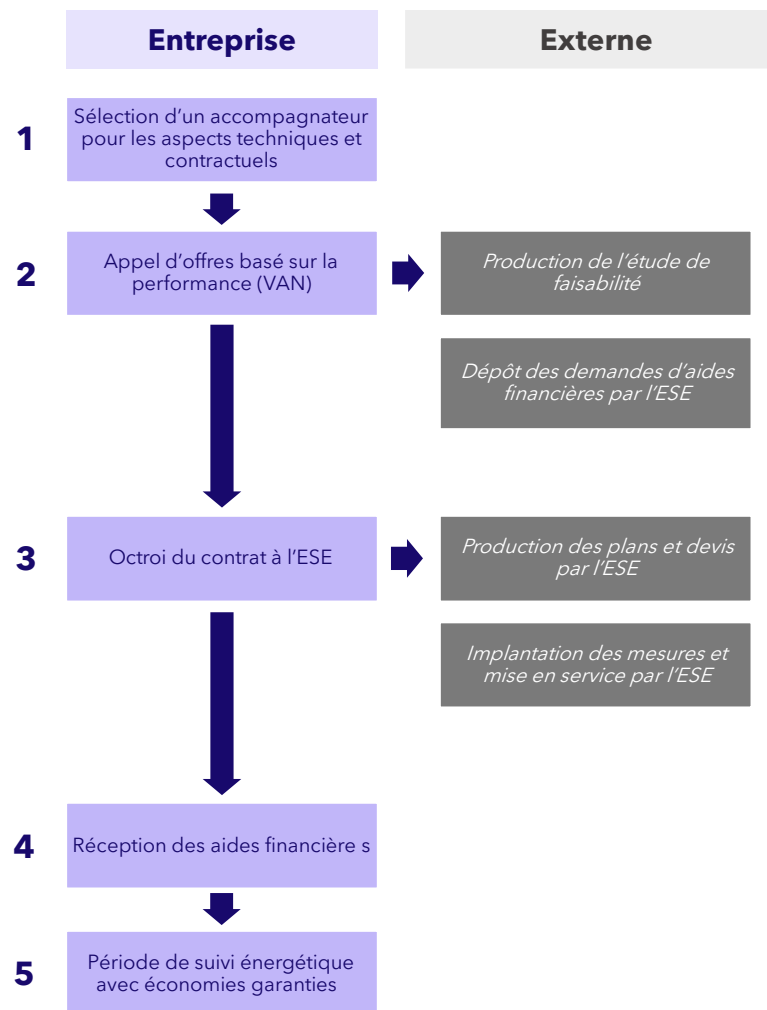 Entreprise
Externe
1
Sélection d'un accompagnateur
pour les aspects techniques et
contractuels
2
Appel d'offres basé sur la
performance (VAN)
Production de l'étude de
faisabilité
Dépôt des demandes d'aides
financières par l'ESE
3
Octroi du contrat à l'ESE
Production des plans et devis
par l'ESE
Implantation des mesures et
mise en service par l'ESE
4
Réception des aides financière s
5
Période de suivi énergétique
avec économies garanties